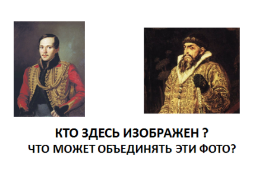 КТО ЗДЕСЬ ИЗОБРАЖЕН ?
ЧТО МОЖЕТ ОБЪЕДИНЯТЬ ЭТИ ФОТО?